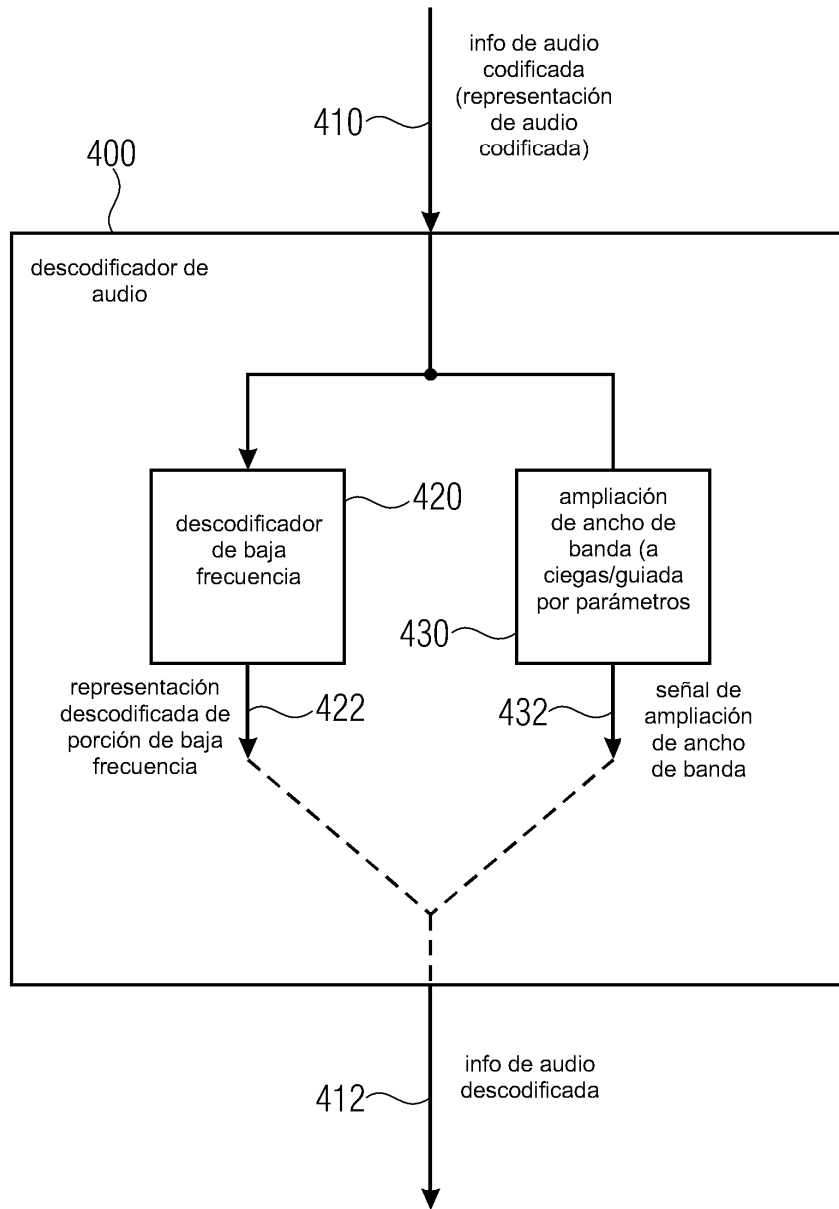 info de audio
codificada
(representación
de audio
codificada)
410
400
descodificador de
audio
descodificador
de baja
frecuencia
420
ampliación
de ancho de
banda (a
ciegas/guiada
por parámetros
430
representación
descodificada de
porción de baja
frecuencia
422
432
señal de
ampliación
de ancho
de banda
412
info de audio
descodificada